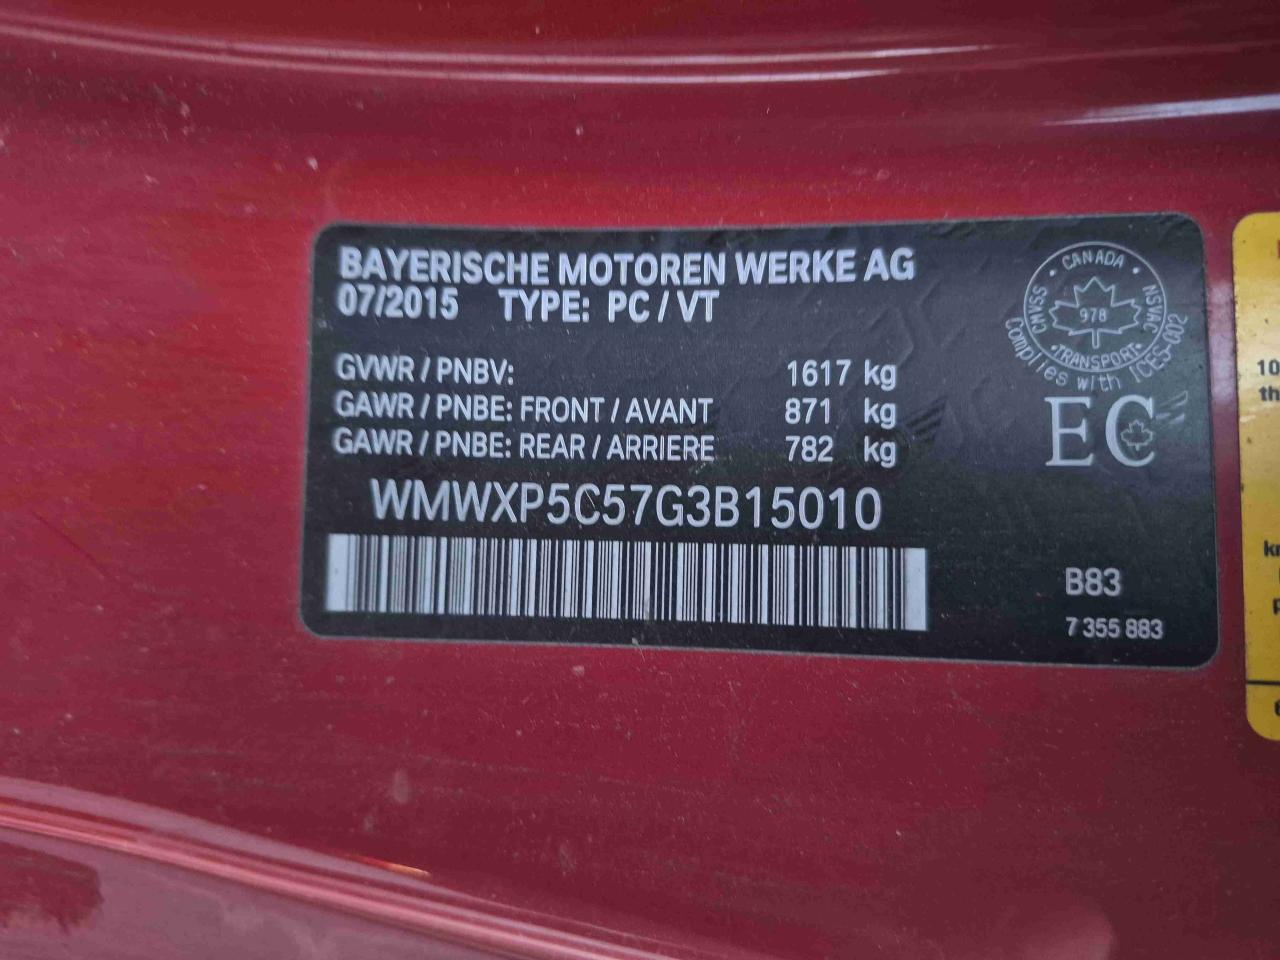 BAYERISCHE MOTOREN WERKE AG
07/2015 TYPE: PC / VT
GVWR / PNBV: 1617 kg
GAWR / PNBE: FRONT / AVANT 871 kg
GAWR / PNBE: REAR / ARRIERE 782 kg
WMWXP5C57G3B15010
CANADA
CMVSS
978
NSVAC
TRANSPORT
Complies with ICES-002
EC
B83
7 355 883
10
th